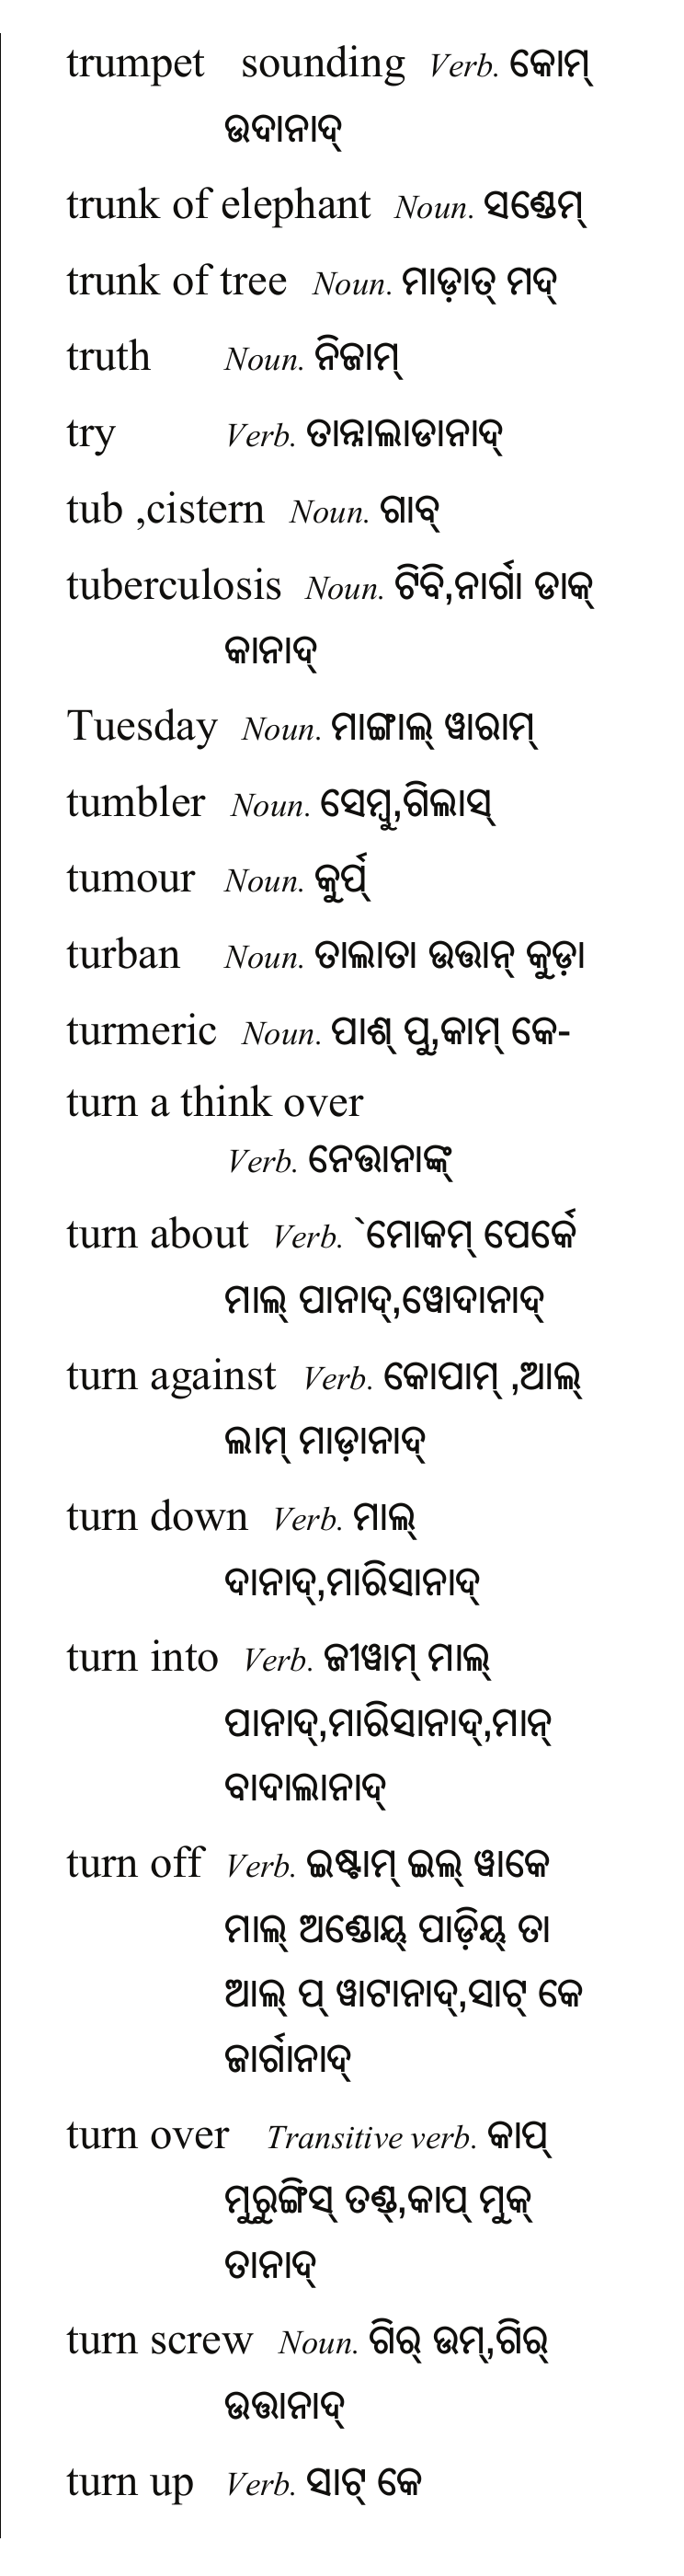 trumpet sounding Verb. କୋମ୍
ଉଦାନାଦ୍
trunk of elephant Noun. ସଣ୍ଡେମ୍
trunk of tree Noun. ମାଡ଼ାତ୍ ମଦ୍
truth Noun. ନିଜାମ୍
try Verb. ତାନ୍ନାଲାଡାନାଦ୍
tub ,cistern Noun. ଗାବ୍
tuberculosis Noun. ଟିବି,ନାର୍ଗା ଡାକ୍
କାନାଦ୍
Tuesday Noun. ମାଙ୍ଗାଲ୍ ୱାରାମ୍
tumbler Noun. ସେମ୍ବୁ,ଗିଲାସ୍
tumour Noun. କୁର୍ପ୍
turban Noun. ତାଲାତା ଉତ୍ତାନ୍ କୁଡ଼ା
turmeric Noun. ପାଶ୍ ପୁ,କାମ୍ କେ-
turn a think over
Verb. ନେତ୍ତାନାଙ୍କ୍
turn about Verb. `ମୋକମ୍ ପେର୍କେ
ମାଲ୍ ପାନାଦ୍,ୱୋଦାନାଦ୍
turn against Verb. କୋପାମ୍ ,ଆଲ୍
ଲାମ୍ ମାଡ଼ାନାଦ୍
turn down Verb. ମାଲ୍
ଦାନାଦ୍,ମାରିସାନାଦ୍
turn into Verb. ଜୀୱାମ୍ ମାଲ୍
ପାନାଦ୍,ମାରିସାନାଦ୍,ମାନ୍
ବାଦାଲାନାଦ୍
turn off Verb. ଇଷ୍ଟାମ୍ ଇଲ୍ ୱାକେ
ମାଲ୍ ଅଣ୍ଡୋୟ୍ ପାଡ଼ିୟ୍ ତା
ଆଲ୍ ପ୍ ୱାଟାନାଦ୍,ସାଟ୍ କେ
ଜାର୍ଗାନାଦ୍
turn over Transitive verb. କାପ୍
ମୁରୁଙ୍ଗିସ୍ ତଣ୍ଡ୍,କାପ୍ ମୁକ୍
ତାନାଦ୍
turn screw Noun. ଗିର୍ ଉମ୍,ଗିର୍
ଉତ୍ତାନାଦ୍
turn up Verb. ସାଟ୍ କେ